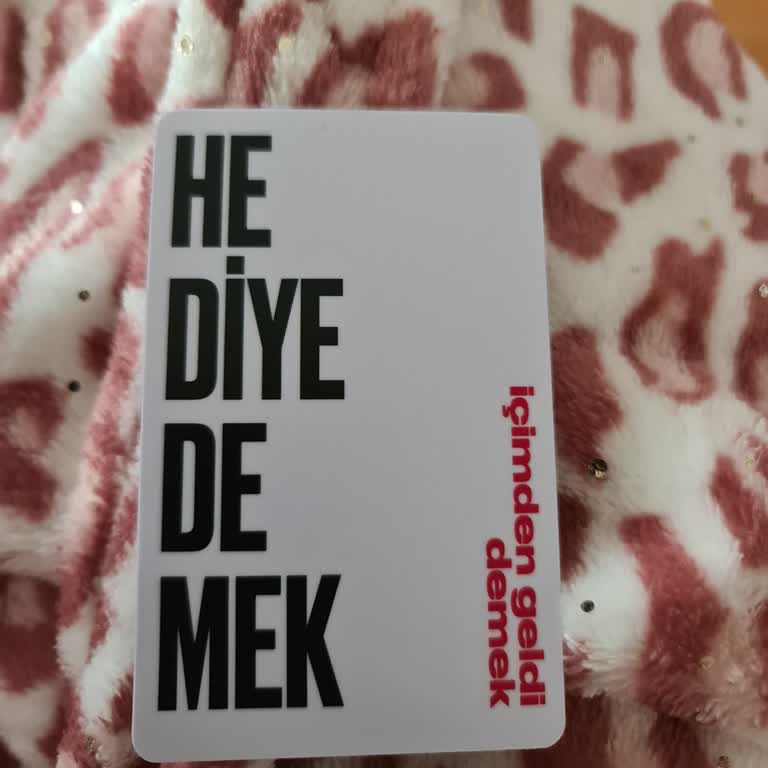 HE
DİYE
DE
MEK
içimden geldi
demek